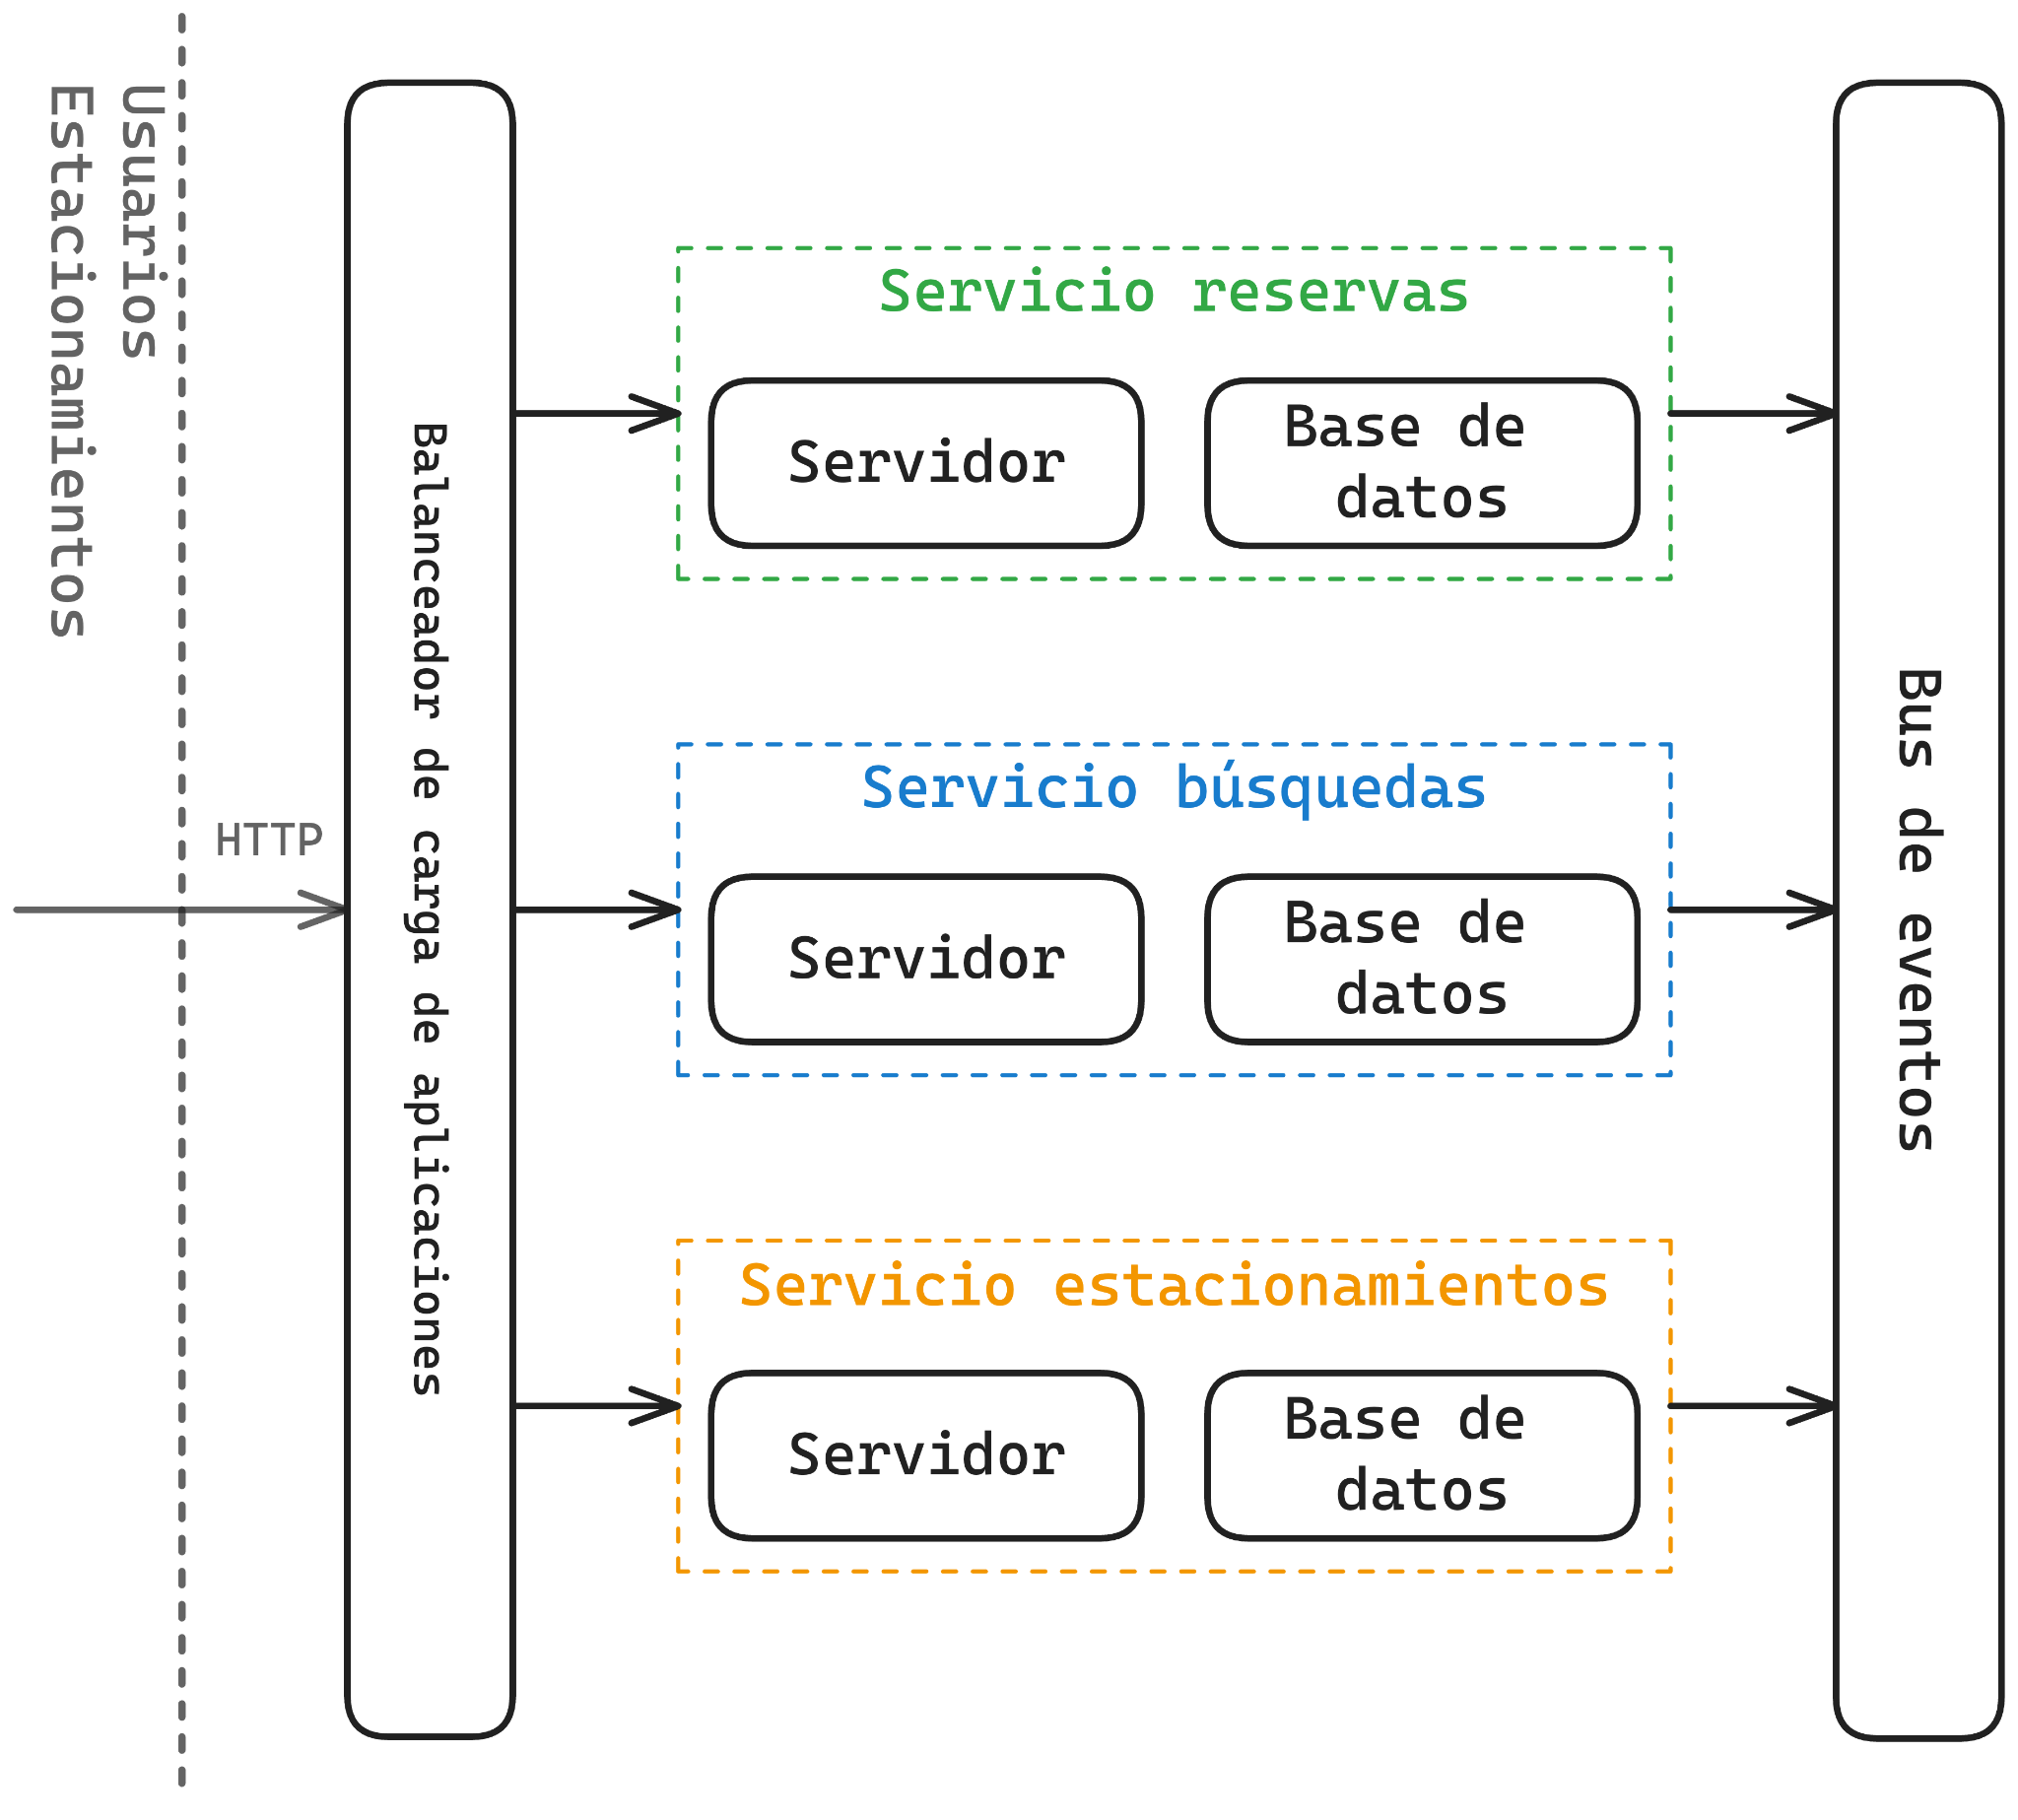 Usuarios
Estacionamientos
HTTP
Balanceador de carga de aplicaciones
Servicio reservas
Servidor
Base de
datos
Servicio búsquedas
Servidor
Base de
datos
Servicio estacionamientos
Servidor
Base de
datos
Bus de eventos